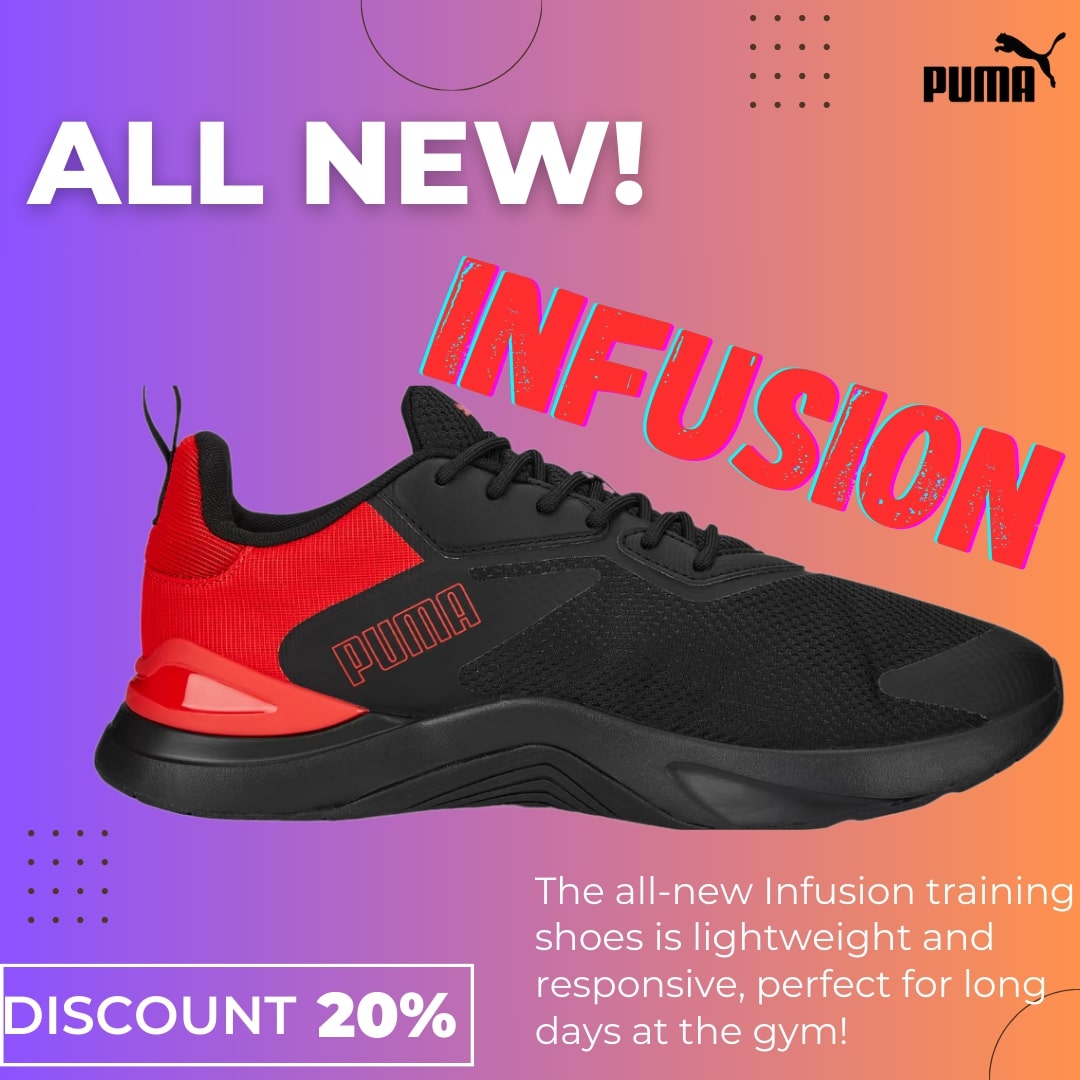 PUMA
ALL NEW!
INFUSION
PUMA
The all-new Infusion training
shoes is lightweight and
responsive, perfect for long
days at the gym!
DISCOUNT 20%